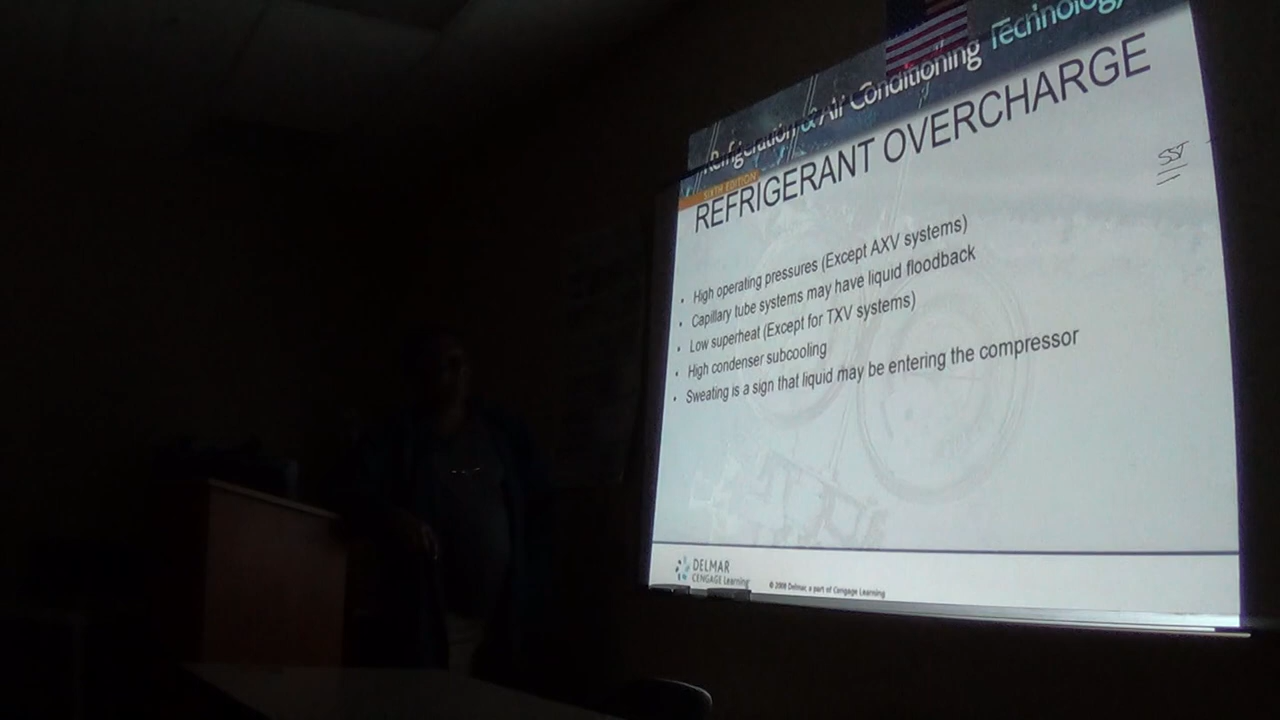 Refrigeration & Air Conditioning Technology
SIXTH EDITION
REFRIGERANT OVERCHARGE
SST
• High operating pressures (Except AXV systems)
• Capillary tube systems may have liquid floodback
• Low superheat (Except for TXV systems)
• High condenser subcooling
• Sweating is a sign that liquid may be entering the compressor
DELMAR
CENGAGE Learning
© 2009 Delmar, a part of Cengage Learning